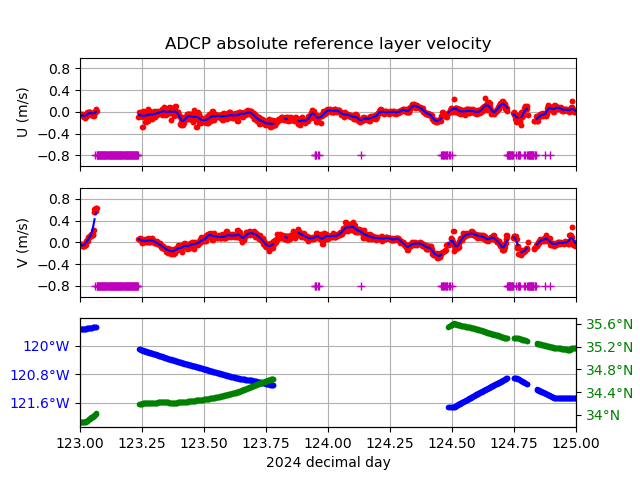 ADCP absolute reference layer velocity
U (m/s)
0.8
0.4
0.0
−0.4
−0.8
V (m/s)
0.8
0.4
0.0
−0.4
−0.8
120°W
120.8°W
121.6°W
35.6°N
35.2°N
34.8°N
34.4°N
34°N
123.00 123.25 123.50 123.75 124.00 124.25 124.50 124.75 125.00
2024 decimal day